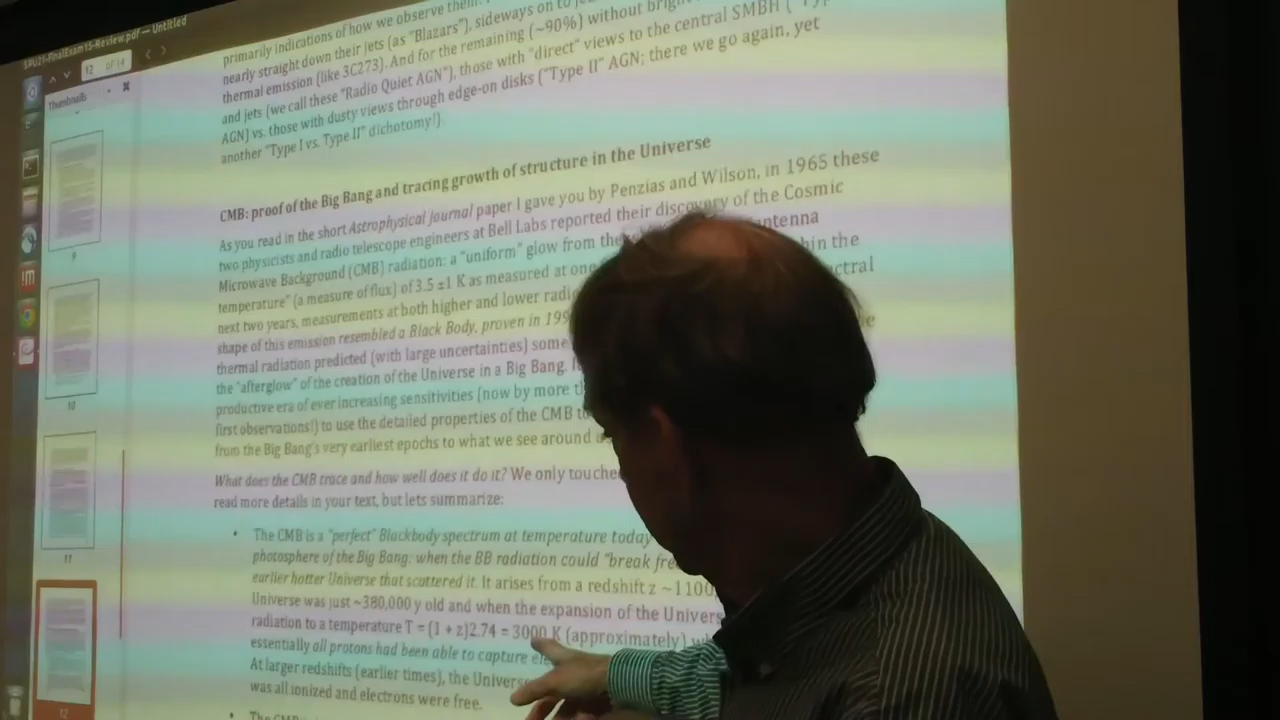 SAU21-FinalExam15-Review.pdf — Untitled
12 of 14
Thumbnails
9
10
11
12
primarily indications of how we observe them:
nearly straight down their jets (as "Blazars"), sideways on to
thermal emission (like 3C273). And for the remaining (~90%) without bright
and jets (we call these "Radio Quiet AGN"), those with "direct" views to the central SMBH ("Typ
AGN) vs. those with dusty views through edge-on disks ("Type II" AGN; there we go again, yet
another "Type I vs. Type II" dichotomy!).
CMB: proof of the Big Bang and tracing growth of structure in the Universe
As you read in the short Astrophysical Journal paper I gave you by Penzias and Wilson, in 1965 these
two physicists and radio telescope engineers at Bell Labs reported their discovery of the Cosmic
Microwave Background (CMB) radiation: a "uniform" glow from the antenna
temperature" (a measure of flux) of 3.5 ±1 K as measured at one hin the
next two years, measurements at both higher and lower radi ctral
shape of this emission resembled a Black Body, proven in 199
thermal radiation predicted (with large uncertainties) some e
the "afterglow" of the creation of the Universe in a Big Bang.
productive era of ever increasing sensitivities (now by more t
first observations!) to use the detailed properties of the CMB to
from the Big Bang's very earliest epochs to what we see around
What does the CMB trace and how well does it do it? We only touche
read more details in your text, but lets summarize:
• The CMB is a "perfect" Blackbody spectrum at temperature today
photosphere of the Big Bang: when the BB radiation could "break fre
earlier hotter Universe that scattered it. It arises from a redshift z ~1100,
Universe was just ~380,000 y old and when the expansion of the Univers
radiation to a temperature T = (1 + z)2.74 = 3000 K (approximately) wh
essentially all protons had been able to capture ele
At larger redshifts (earlier times), the Universe
was all ionized and electrons were free.
• The CMB